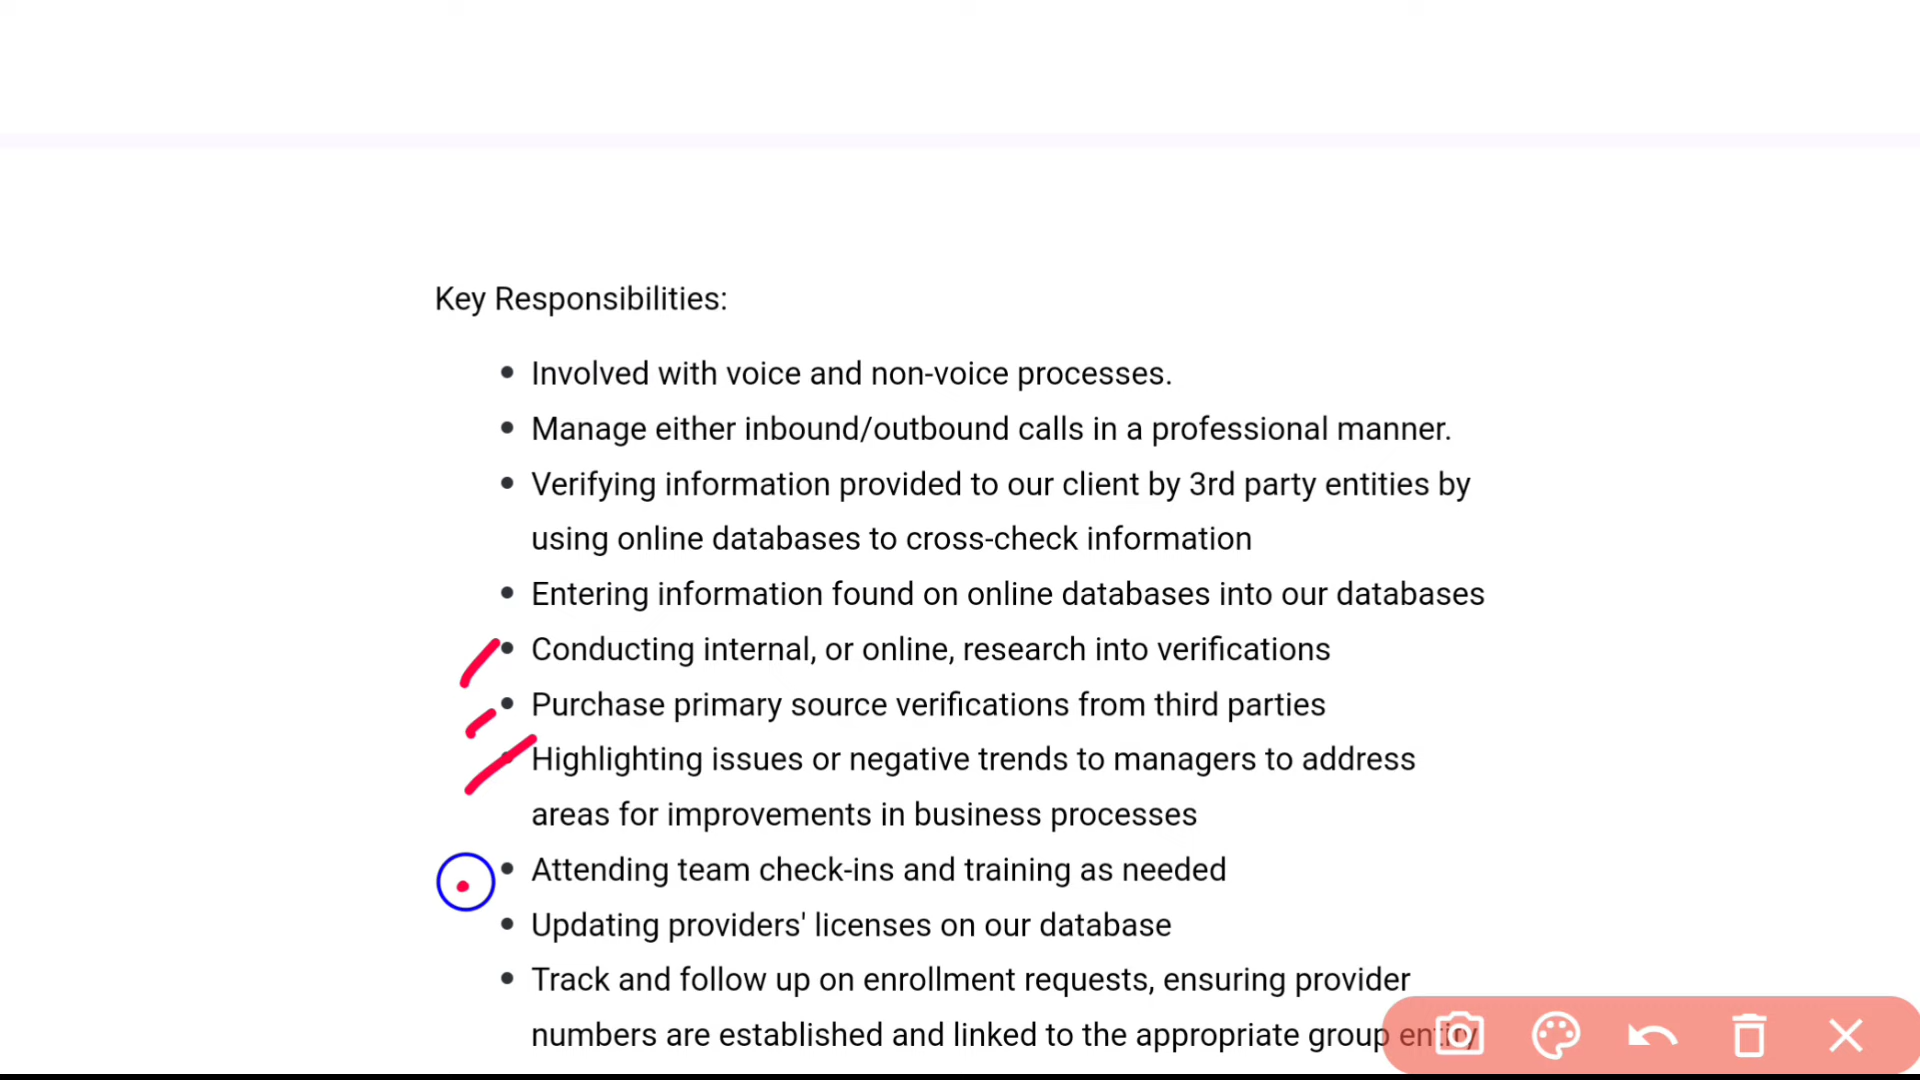 Key Responsibilities:
Involved with voice and non-voice processes.
Manage either inbound/outbound calls in a professional manner.
Verifying information provided to our client by 3rd party entities by
using online databases to cross-check information
Entering information found on online databases into our databases
Conducting internal, or online, research into verifications
Purchase primary source verifications from third parties
Highlighting issues or negative trends to managers to address
areas for improvements in business processes
Attending team check-ins and training as needed
Updating providers' licenses on our database
Track and follow up on enrollment requests, ensuring provider
numbers are established and linked to the appropriate group entity